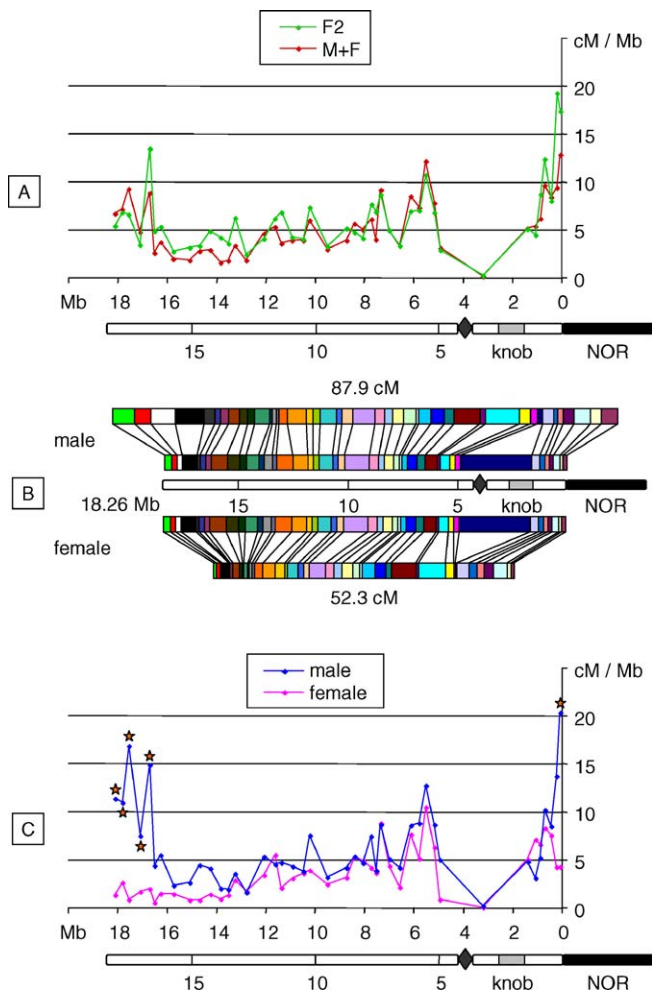 F2
M+F
cM / Mb
20
15
10
5
0
A
Mb 18 16 14 12 10 8 6 4 2 0
15 10 5 knob NOR
87.9 cM
male
B
18.26 Mb 15 10 5 knob NOR
female
52.3 cM
male
female
cM / Mb
20
15
10
5
0
C
Mb 18 16 14 12 10 8 6 4 2 0
15 10 5 knob NOR